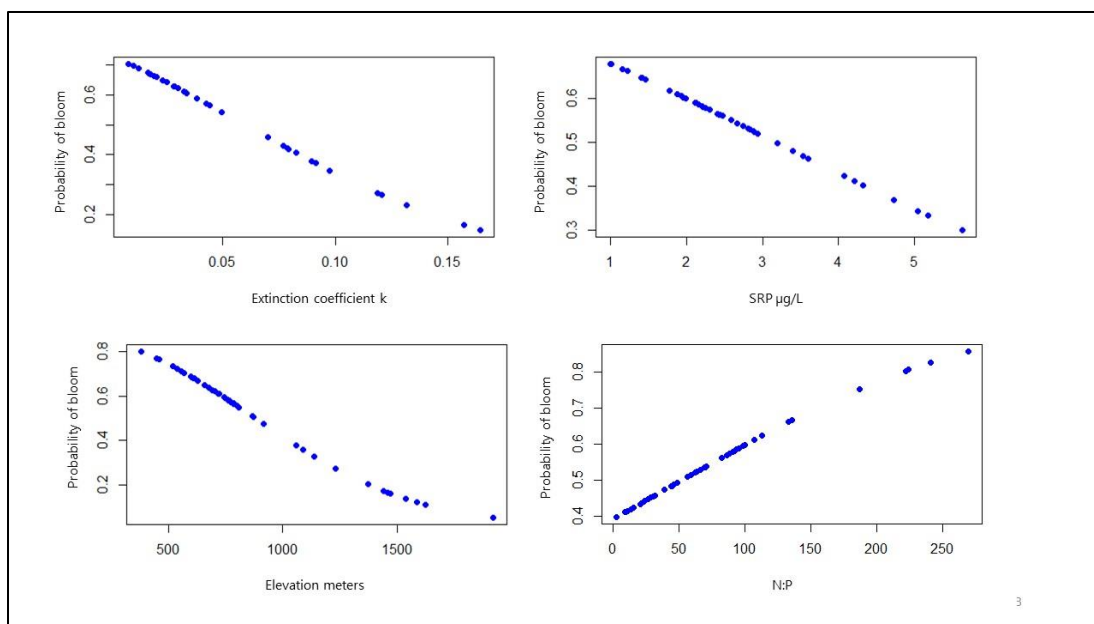 Probability of bloom
0.6
0.4
0.2
0.05 0.10 0.15
Extinction coefficient k
Probability of bloom
0.6
0.5
0.4
0.3
1 2 3 4 5
SRP µg/L
Probability of bloom
0.8
0.6
0.4
0.2
500 1000 1500
Elevation meters
Probability of bloom
0.8
0.7
0.6
0.5
0.4
0 50 100 150 200 250
N:P
3